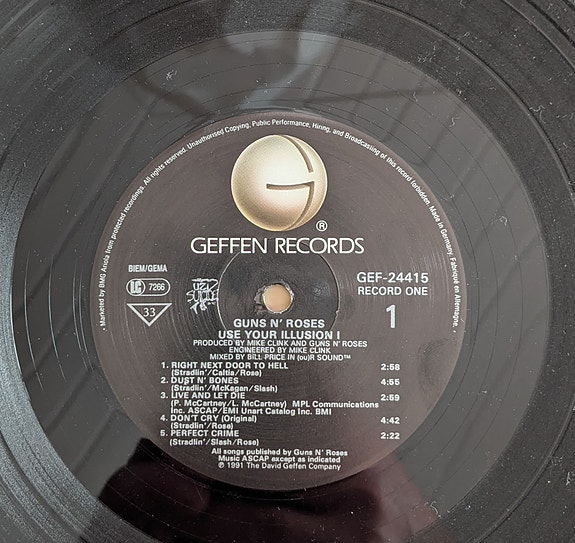 · Marketed by BMG Ariola from protected recordings. All rights reserved. Unauthorised Copying, Public Performance, Hiring, and Broadcasting of this record forbidden. Made in Germany. Fabriqué en Allemagne. ·
G
®
GEFFEN RECORDS
BIEM/GEMA
LC 7266
33
GEF-24415
RECORD ONE
1
GUNS N' ROSES
USE YOUR ILLUSION I
PRODUCED BY MIKE CLINK AND GUNS N' ROSES
ENGINEERED BY MIKE CLINK
MIXED BY BILL PRICE IN (ou)R SOUND™
1. RIGHT NEXT DOOR TO HELL 2:58
(Stradlin'/Caltia/Rose)
2. DUST N' BONES 4:55
(Stradlin'/McKagan/Slash)
3. LIVE AND LET DIE 2:59
(P. McCartney/L. McCartney) MPL Communications
Inc. ASCAP/EMI Unart Catalog Inc. BMI
4. DON'T CRY (Original) 4:42
(Stradlin'/Rose)
5. PERFECT CRIME 2:22
(Stradlin'/Slash/Rose)
All songs published by Guns N' Roses
Music ASCAP except as indicated
℗ 1991 The David Geffen Company